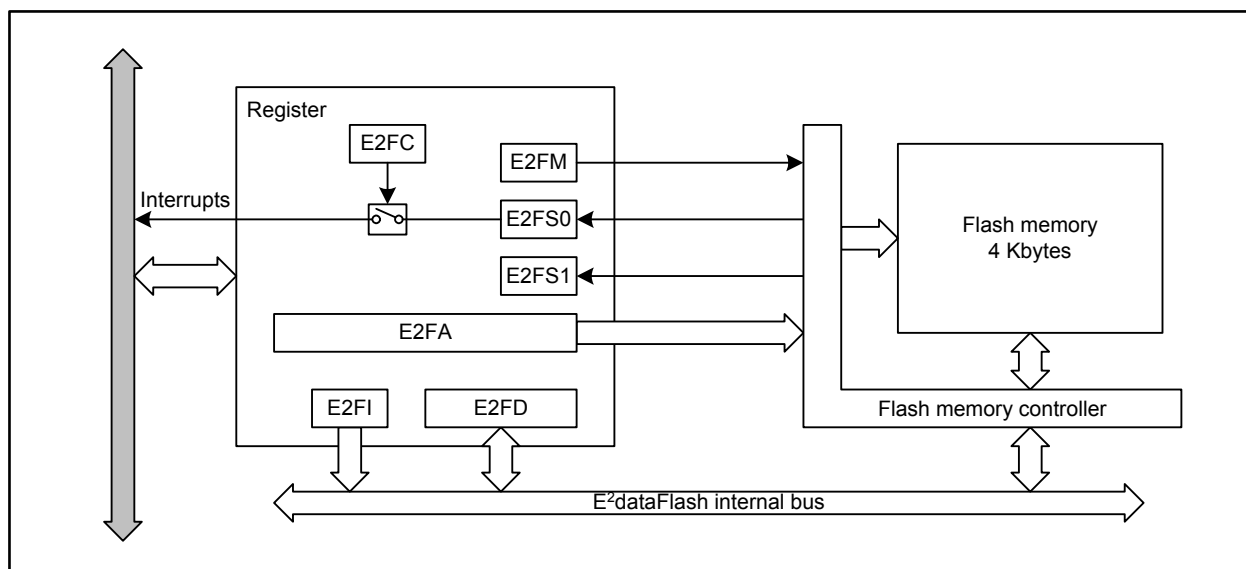 Register
E2FC
E2FM
Interrupts
E2FS0
Flash memory
4 Kbytes
E2FS1
E2FA
E2FI
E2FD
Flash memory controller
E²dataFlash internal bus